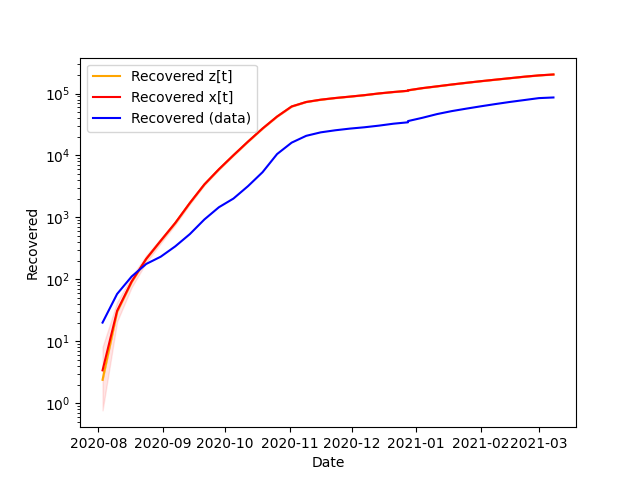 Recovered z[t]
Recovered x[t]
Recovered (data)
10^5
10^4
10^3
10^2
10^1
10^0
Recovered
2020-08 2020-09 2020-10 2020-11 2020-12 2021-01 2021-02 2021-03
Date